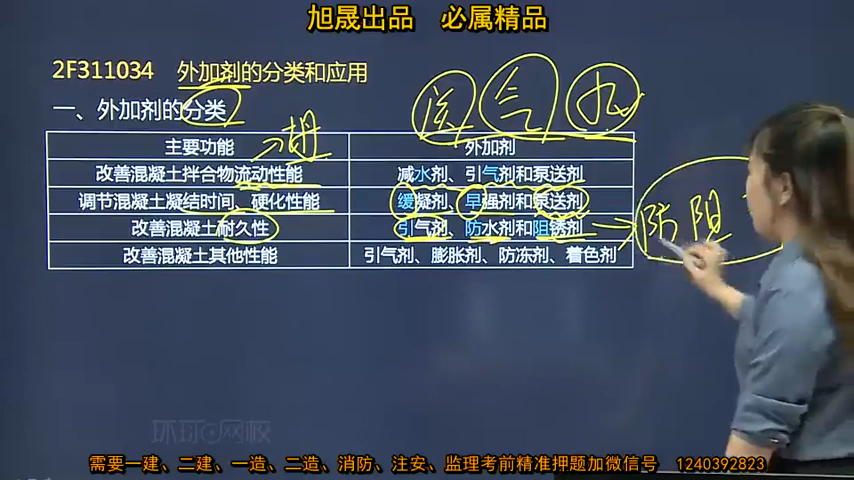 旭晟出品 必属精品
2F311034 外加剂的分类和应用
一、外加剂的分类
主要功能 外加剂
改善混凝土拌合物流动性能 减水剂、引气剂和泵送剂
调节混凝土凝结时间、硬化性能 缓凝剂、早强剂和泵送剂
改善混凝土耐久性 引气剂、防水剂和阻锈剂
改善混凝土其他性能 引气剂、膨胀剂、防冻剂、着色剂
气
防 阻
环球网校
需要一建、二建、一造、二造、消防、注安、监理考前精准押题加微信号 1240392823